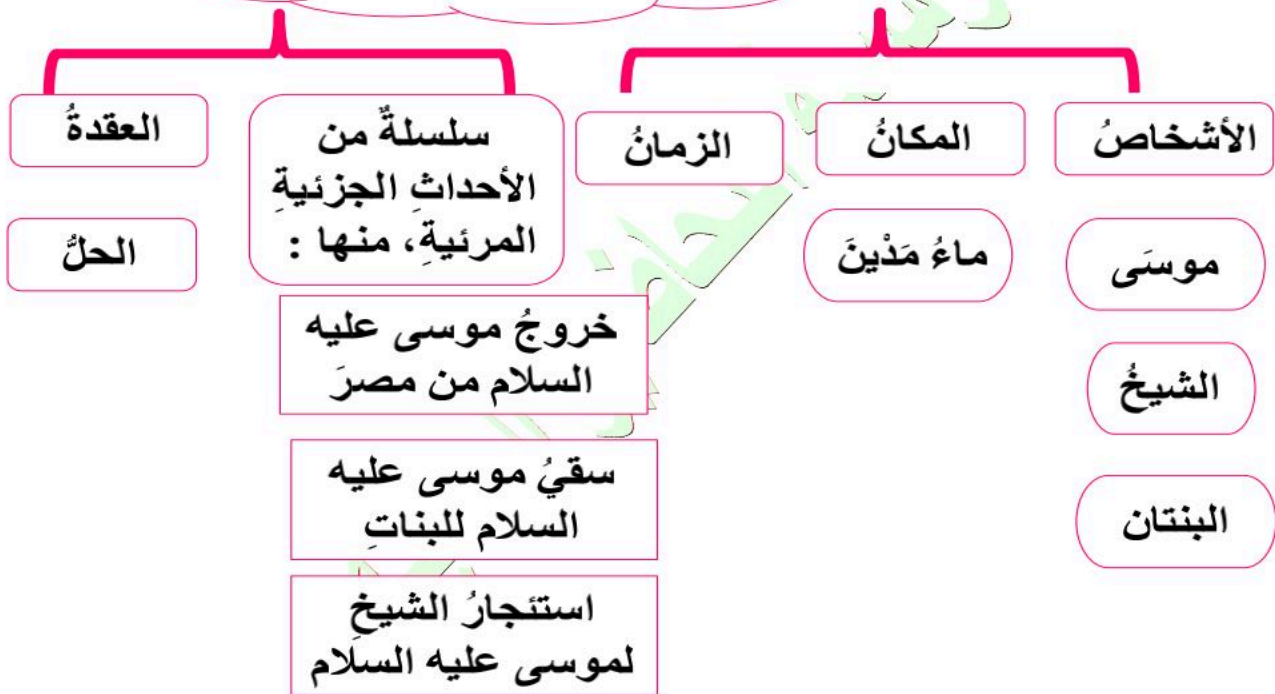 الأشخاصُ
المكانُ
الزمانُ
سلسلةٌ من
الأحداثِ الجزئيةِ
المرئيةِ، منها :
العقدةُ
موسَى
ماءُ مَدْينَ
الحلُّ
الشيخُ
البنتان
خروجُ موسى عليه
السلام من مصرَ
سقيُ موسى عليه
السلام للبناتِ
استئجارُ الشيخِ
لموسى عليه السلام